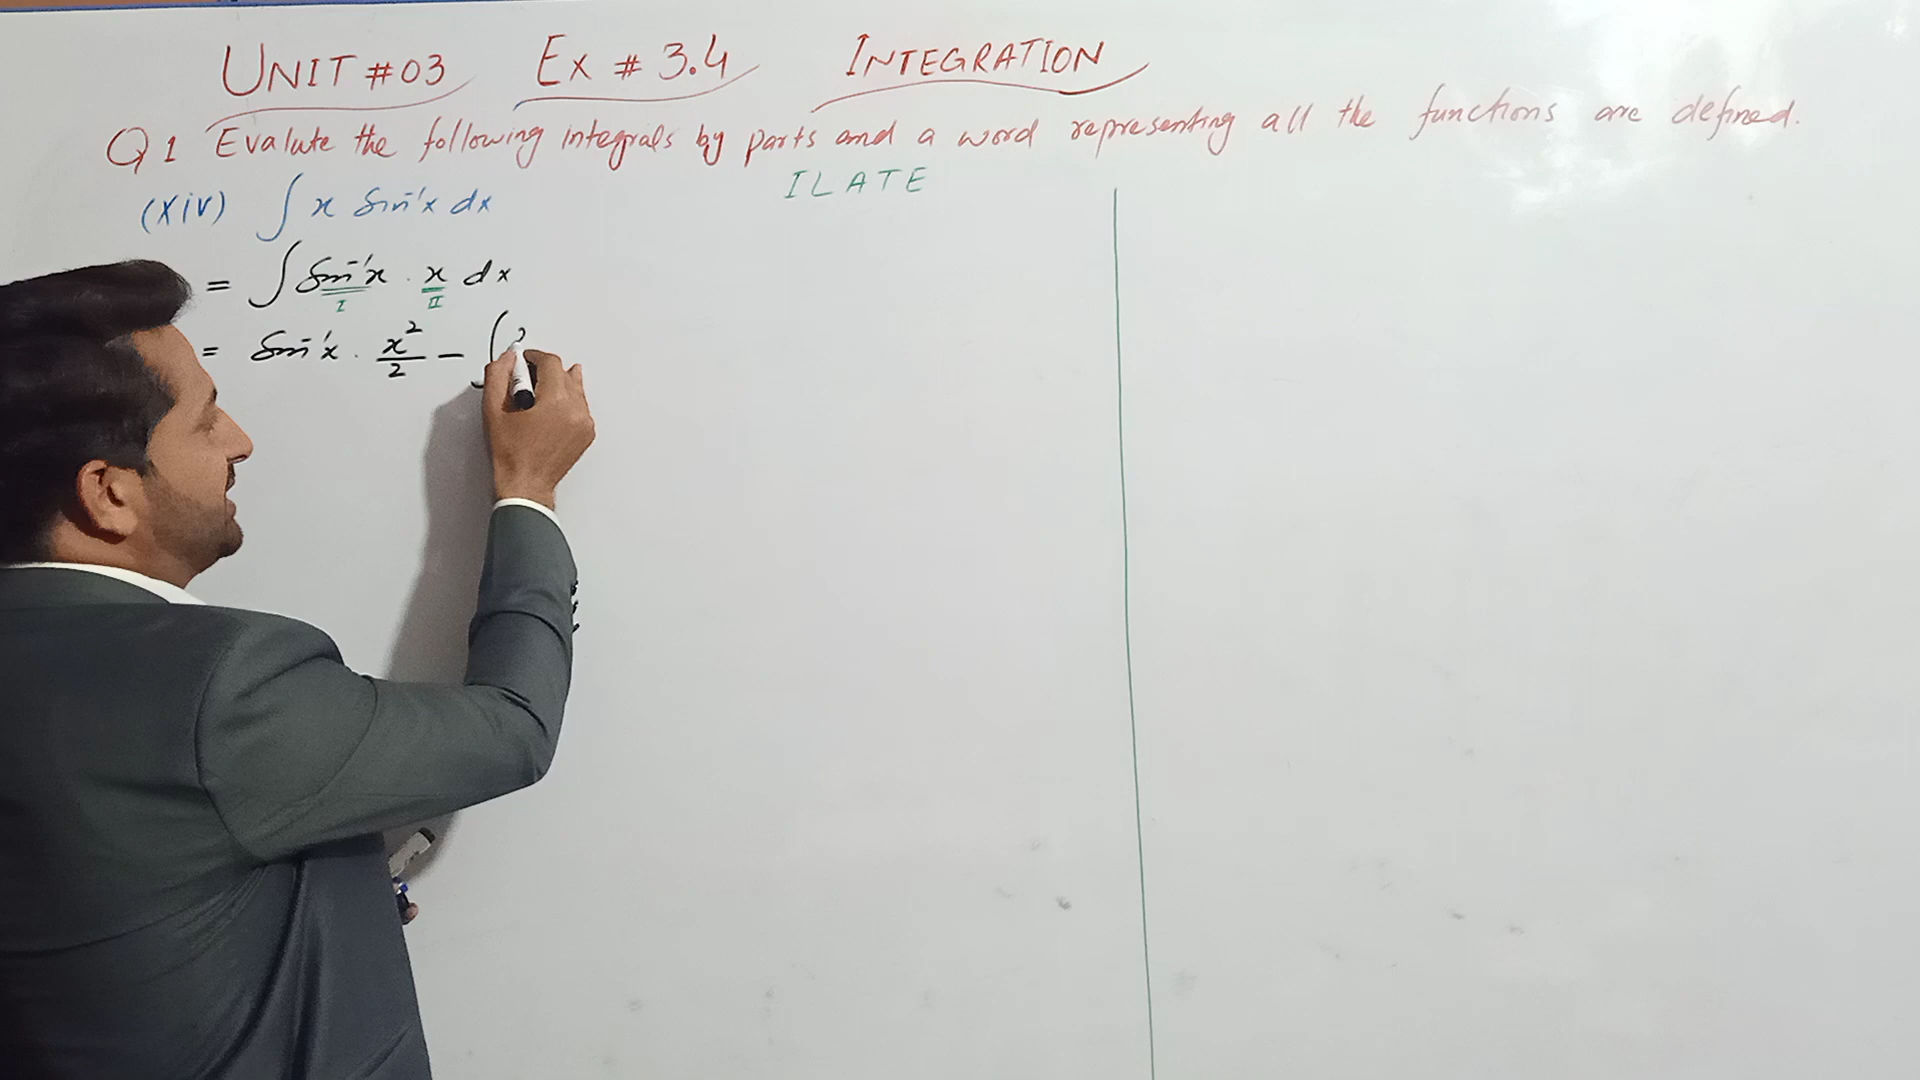 UNIT #03 Ex # 3.4 INTEGRATION
Q1 Evalute the following integrals by parts and a word representing all the functions are defined.
ILATE
(xiv) ∫ x Sin⁻¹x dx
= ∫ Sin⁻¹x . x dx
I II
= Sin⁻¹x . x²/2 − ∫